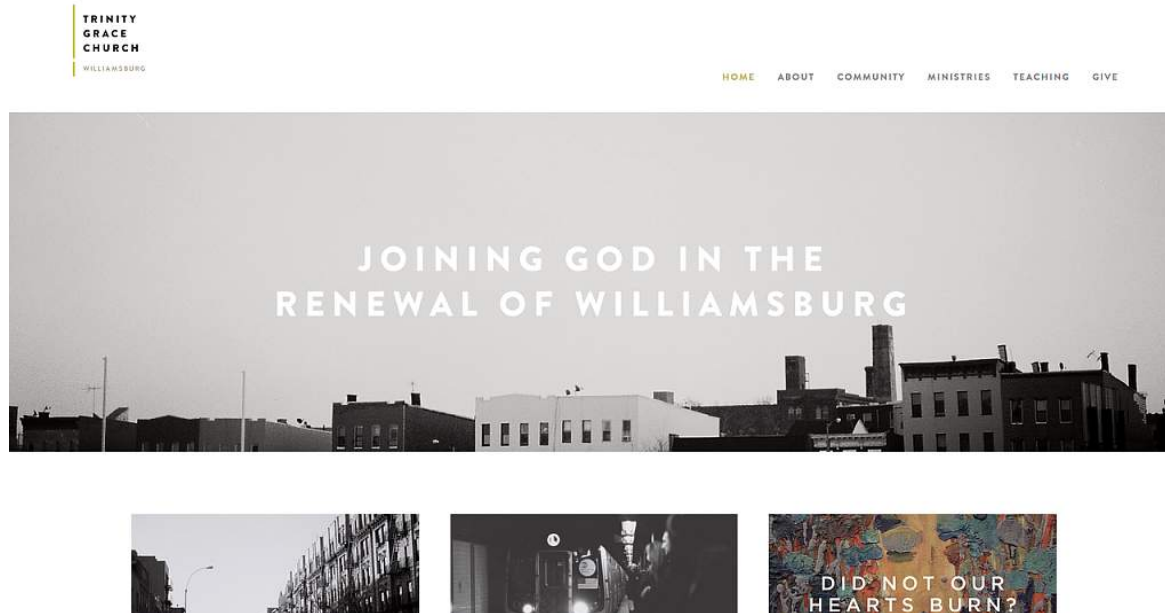 TRINITY
GRACE
CHURCH
WILLIAMSBURG
HOME ABOUT COMMUNITY MINISTRIES TEACHING GIVE
JOINING GOD IN THE
RENEWAL OF WILLIAMSBURG
L
DID NOT OUR
HEARTS BURN?